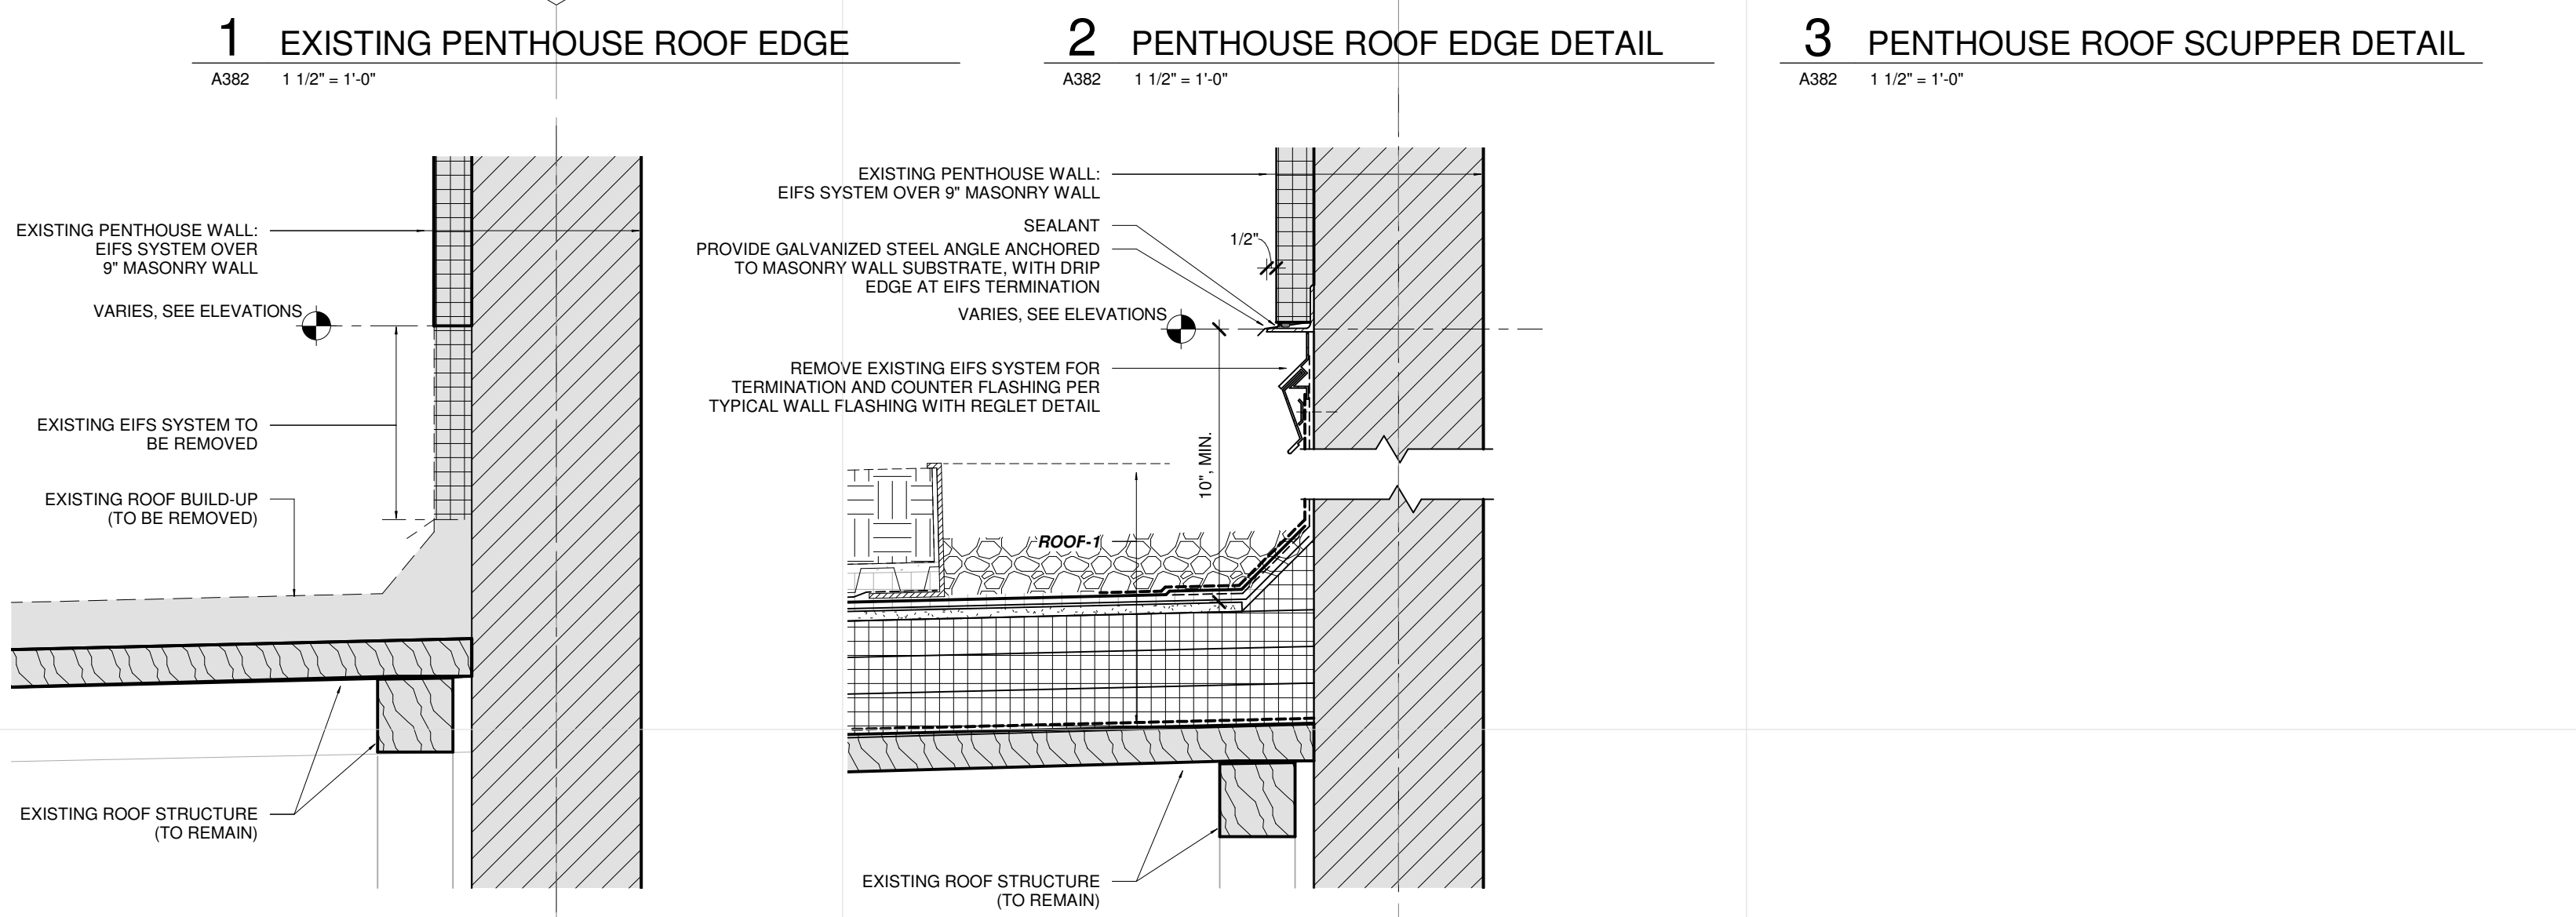 1 EXISTING PENTHOUSE ROOF EDGE
A382 1 1/2" = 1'-0"
2 PENTHOUSE ROOF EDGE DETAIL
A382 1 1/2" = 1'-0"
3 PENTHOUSE ROOF SCUPPER DETAIL
A382 1 1/2" = 1'-0"
EXISTING PENTHOUSE WALL:
EIFS SYSTEM OVER
9" MASONRY WALL
VARIES, SEE ELEVATIONS
EXISTING EIFS SYSTEM TO
BE REMOVED
EXISTING ROOF BUILD-UP
(TO BE REMOVED)
EXISTING ROOF STRUCTURE
(TO REMAIN)
EXISTING PENTHOUSE WALL:
EIFS SYSTEM OVER 9" MASONRY WALL
SEALANT
PROVIDE GALVANIZED STEEL ANGLE ANCHORED
TO MASONRY WALL SUBSTRATE, WITH DRIP
EDGE AT EIFS TERMINATION
1/2"
VARIES, SEE ELEVATIONS
REMOVE EXISTING EIFS SYSTEM FOR
TERMINATION AND COUNTER FLASHING PER
TYPICAL WALL FLASHING WITH REGLET DETAIL
10", MIN.
ROOF-1
EXISTING ROOF STRUCTURE
(TO REMAIN)